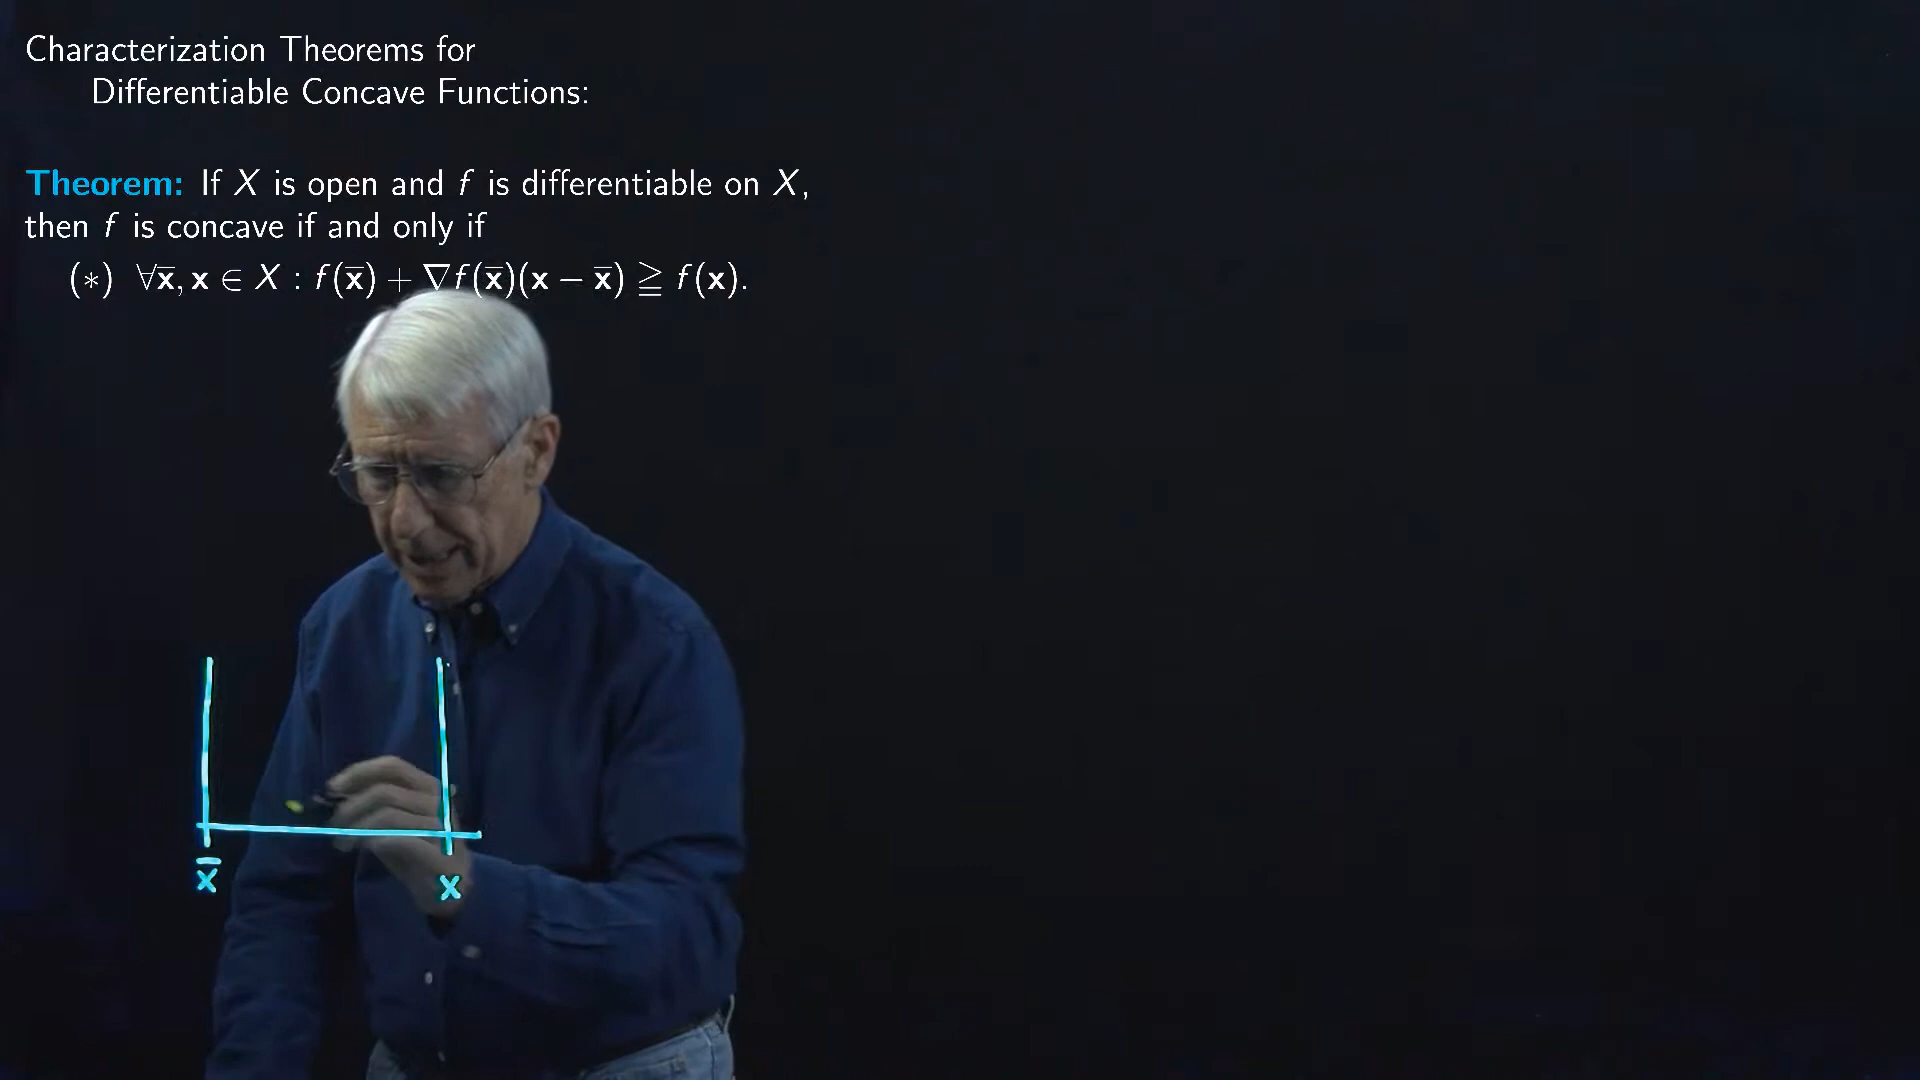 Characterization Theorems for
Differentiable Concave Functions:
Theorem: If X is open and f is differentiable on X,
then f is concave if and only if
(∗) ∀x̄, x ∈ X : f(x̄) + ∇f(x̄)(x − x̄) ≧ f(x).
x̄ x